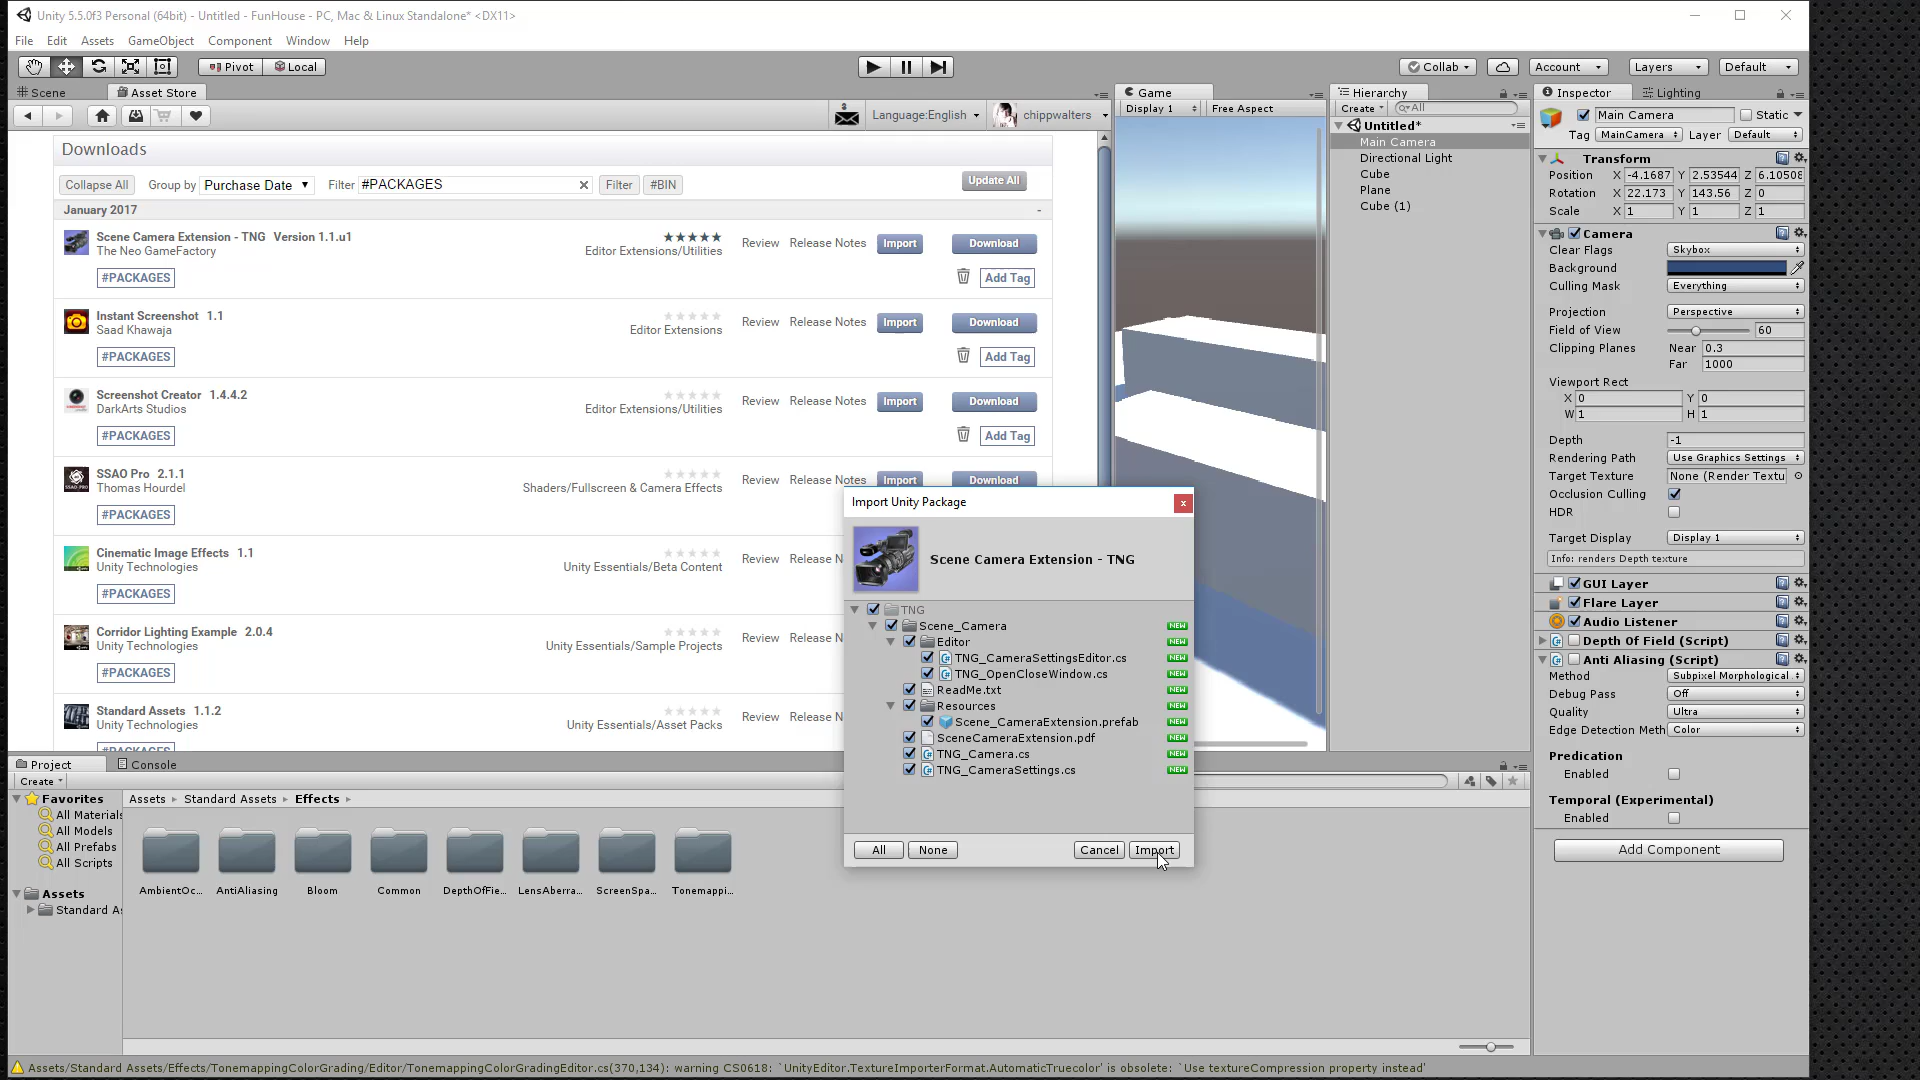 Unity 5.5.0f3 Personal (64bit) - Untitled - FunHouse - PC, Mac & Linux Standalone* <DX11>
File Edit Assets GameObject Component Window Help
Pivot Local Collab Account Layers Default
Scene Asset Store
Language:English chippwalters
Downloads
Collapse All Group by Purchase Date Filter #PACKAGES Filter #BIN Update All
January 2017 -
Scene Camera Extension - TNG Version 1.1.u1
The Neo GameFactory
Editor Extensions/Utilities
Review Release Notes Import Download
#PACKAGES Add Tag
Instant Screenshot 1.1
Saad Khawaja
Editor Extensions
Review Release Notes Import Download
#PACKAGES Add Tag
Screenshot Creator 1.4.4.2
DarkArts Studios
Editor Extensions/Utilities
Review Release Notes Import Download
#PACKAGES Add Tag
SSAO Pro 2.1.1
Thomas Hourdel
Shaders/Fullscreen & Camera Effects
Review Release Notes Import Download
#PACKAGES
Cinematic Image Effects 1.1
Unity Technologies
Unity Essentials/Beta Content
Review Release N
#PACKAGES
Corridor Lighting Example 2.0.4
Unity Technologies
Unity Essentials/Sample Projects
Review Release N
#PACKAGES
Standard Assets 1.1.2
Unity Technologies
Unity Essentials/Asset Packs
Review Release N
#PACKAGES
Import Unity Package
Scene Camera Extension - TNG
TNG
Scene_Camera NEW
Editor NEW
TNG_CameraSettingsEditor.cs NEW
TNG_OpenCloseWindow.cs NEW
ReadMe.txt NEW
Resources NEW
Scene_CameraExtension.prefab NEW
SceneCameraExtension.pdf NEW
TNG_Camera.cs NEW
TNG_CameraSettings.cs NEW
All None Cancel Import
Game
Display 1 Free Aspect
Hierarchy
Create All
Untitled*
Main Camera
Directional Light
Cube
Plane
Cube (1)
Inspector Lighting
Main Camera Static
Tag MainCamera Layer Default
Transform
Position X -4.1687 Y 2.53544 Z 6.10508
Rotation X 22.173 Y 143.56 Z 0
Scale X 1 Y 1 Z 1
Camera
Clear Flags Skybox
Background
Culling Mask Everything
Projection Perspective
Field of View 60
Clipping Planes Near 0.3
Far 1000
Viewport Rect
X 0 Y 0
W 1 H 1
Depth -1
Rendering Path Use Graphics Settings
Target Texture None (Render Textu
Occlusion Culling
HDR
Target Display Display 1
Info: renders Depth texture
GUI Layer
Flare Layer
Audio Listener
Depth Of Field (Script)
Anti Aliasing (Script)
Method Subpixel Morphological
Debug Pass Off
Quality Ultra
Edge Detection Meth Color
Predication
Enabled
Temporal (Experimental)
Enabled
Add Component
Project Console
Create
Favorites
All Materials
All Models
All Prefabs
All Scripts
Assets
Standard As
Assets Standard Assets Effects
AmbientOc... AntiAliasing Bloom Common DepthOfFie... LensAberra... ScreenSpa... Tonemappi...
Assets/Standard Assets/Effects/TonemappingColorGrading/Editor/TonemappingColorGradingEditor.cs(370,134): warning CS0618: `UnityEditor.TextureImporterFormat.AutomaticTruecolor' is obsolete: `Use textureCompression property instead'